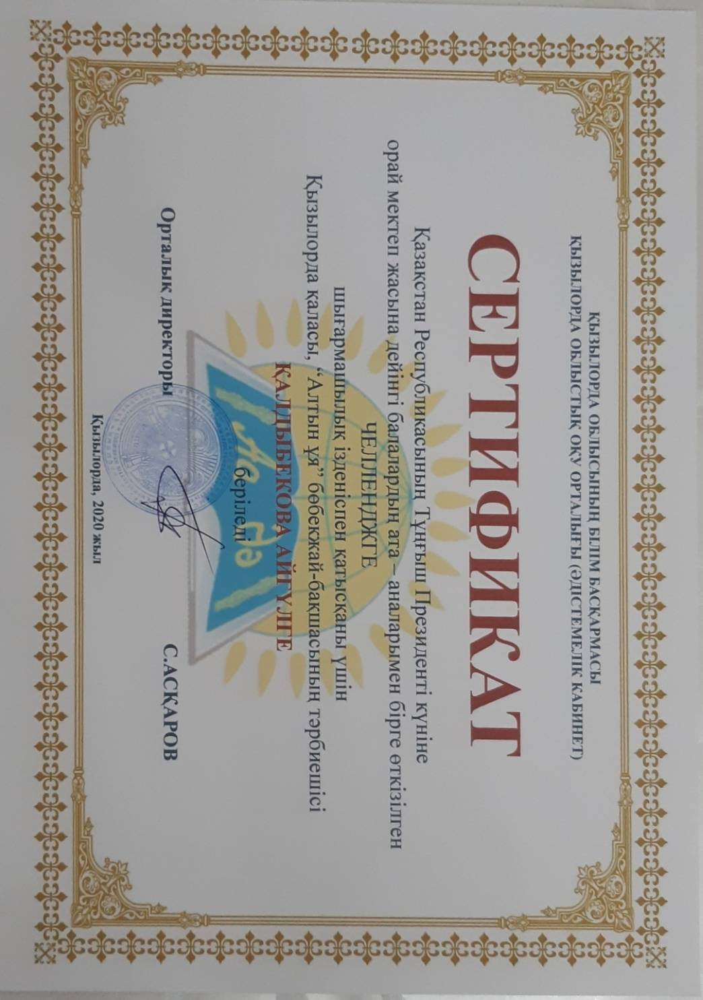 ҚЫЗЫЛОРДА ОБЛЫСЫНЫҢ БІЛІМ БАСҚАРМАСЫ
ҚЫЗЫЛОРДА ОБЛЫСТЫҚ ОҚУ ОРТАЛЫҒЫ (ӘДІСТЕМЕЛІК КАБИНЕТ)
СЕРТИФИКАТ
Қазақстан Республикасының Тұңғыш Президенті күніне
орай мектеп жасына дейінгі балалардың ата – аналарымен бірге өткізілген
ЧЕЛЛЕНДЖГЕ
шығармашылық ізденіспен қатысқаны үшін
Қызылорда қаласы, “Алтын ұя” бөбекжай-бақшасының тәрбиешісі
ҚАЛДЫБЕКОВА АЙГҮЛГЕ
беріледі
Орталық директоры С.АСҚАРОВ
Қызылорда, 2020 жыл